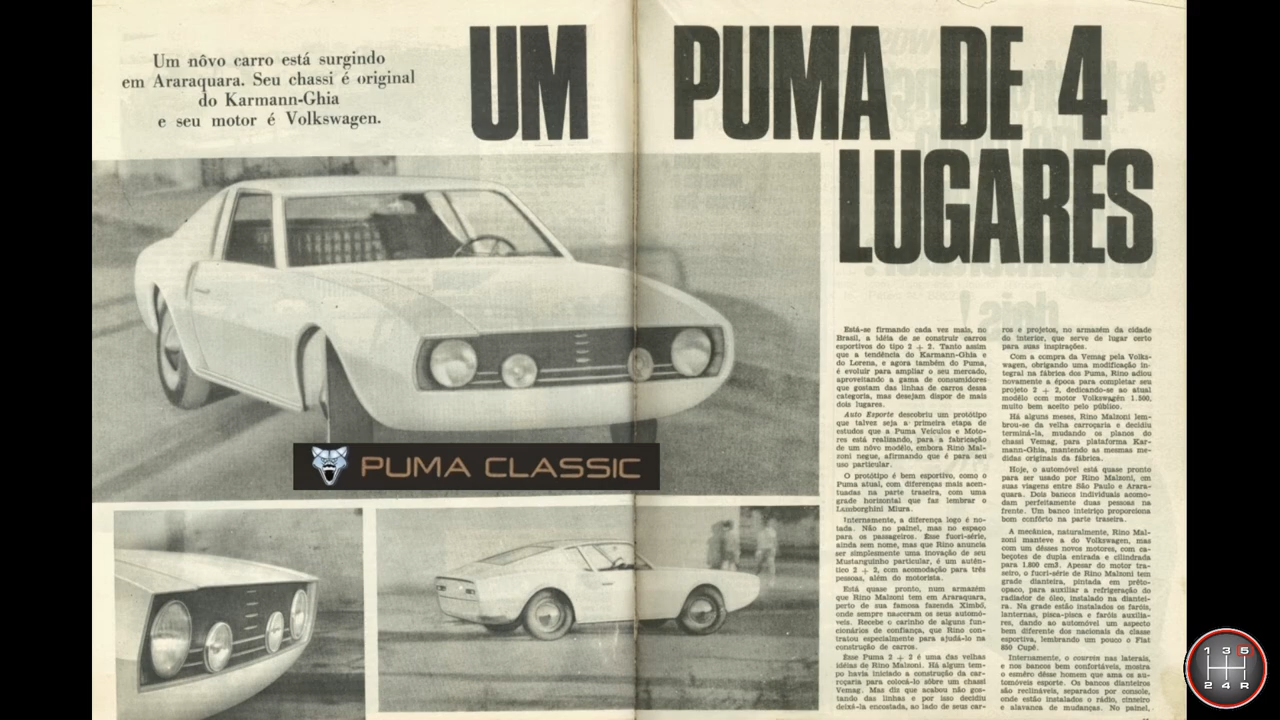 Um nôvo carro está surgindo
em Araraquara. Seu chassi é original
do Karmann-Ghia
e seu motor é Volkswagen.
UM PUMA DE 4
LUGARES
PUMA CLASSIC
Está-se firmando cada vez mais, no
Brasil, a idéia de se construir carros
esportivos do tipo 2 + 2. Tanto assim
que a tendência do Karmann-Ghia e
do Lorena, e agora também do Puma,
é evoluir para ampliar o seu mercado,
aproveitando a gama de consumidores
que gostam das linhas de carros dessa
categoria, mas desejam dispor de mais
dois lugares.
Auto Esporte descobriu um protótipo
que talvez seja a primeira etapa de
estudos que a Puma Veículos e Moto-
res está realizando, para a fabricação
de um nôvo modêlo, embora Rino Mal-
zoni negue, afirmando que é para seu
uso particular.
O protótipo é bem esportivo, como o
Puma atual, com diferenças mais acen-
tuadas na parte traseira, com uma
grade horizontal que faz lembrar o
Lamborghini Miura.
Internamente, a diferença logo é no-
tada. Não no painel, mas no espaço
para os passageiros. Êsse fuori-série,
ainda sem nome, mas que Rino anuncia
ser simplesmente uma inovação de seu
Mustanguinho particular, é um autên-
tico 2 + 2, com acomodação para três
pessoas, além do motorista.
Está quase pronto, num armazém
que Rino Malzoni tem em Araraquara,
perto de sua famosa fazenda Ximbó,
onde sempre nasceram os seus automó-
veis. Recebe o carinho de alguns fun-
cionários de confiança, que Rino con-
tratou especialmente para ajudá-lo na
construção de carros.
Êsse Puma 2 + 2 é uma das velhas
idéias de Rino Malzoni. Há algum tem-
po havia iniciado a construção da car-
roçaria para colocá-lo sôbre um chassi
Vemag. Mas diz que acabou não gos-
tando das linhas e por isso decidiu
deixá-la encostada, ao lado de seus car-
ros e projetos, no armazém da cidade
do interior, que serve de lugar certo
para suas inspirações.
Com a compra da Vemag pela Volks-
wagen, obrigando uma modificação in-
tegral na fábrica dos Puma, Rino adiou
novamente a época para completar seu
projeto 2 + 2, dedicando-se ao atual
modêlo com motor Volkswagen 1.500,
muito bem aceito pelo público.
Há alguns meses, Rino Malzoni lem-
brou-se da velha carroçaria e decidiu
terminá-la, mudando os planos do
chassi Vemag, para plataforma Kar-
mann-Ghia, mantendo as mesmas me-
didas originais da fábrica.
Hoje, o automóvel está quase pronto
para ser usado por Rino Malzoni, em
suas viagens entre São Paulo e Arara-
quara. Dois bancos individuais acomo-
dam perfeitamente duas pessoas na
frente. Um banco inteiriço proporciona
bom confôrto na parte traseira.
A mecânica, naturalmente, Rino Mal-
zoni manteve a do Volkswagen, mas
com um dêsses novos motores, com ca-
beçotes de dupla entrada e cilindrada
para 1.800 cm3. Apesar do motor tra-
seiro, o fuori-série de Rino Malzoni tem
grade dianteira, pintada em prêto-
opaco, para auxiliar a refrigeração do
radiador de óleo, instalado na diantei-
ra. Na grade estão instalados os faróis,
lanternas, pisca-pisca e faróis auxilia-
res, dando ao automóvel um aspecto
bem diferente dos nacionais da classe
esportiva, lembrando um pouco o Fiat
850 Cupê.
Internamente, o courvin nas laterais,
e nos bancos bem confortáveis, mostra
o esmêro dêsse homem que ama os au-
tomóveis esporte. Os bancos dianteiros
são reclináveis, separados por console,
onde estão instalados o rádio, cinzeiro
e alavanca de mudanças. No painel,
1 3 5
2 4 R